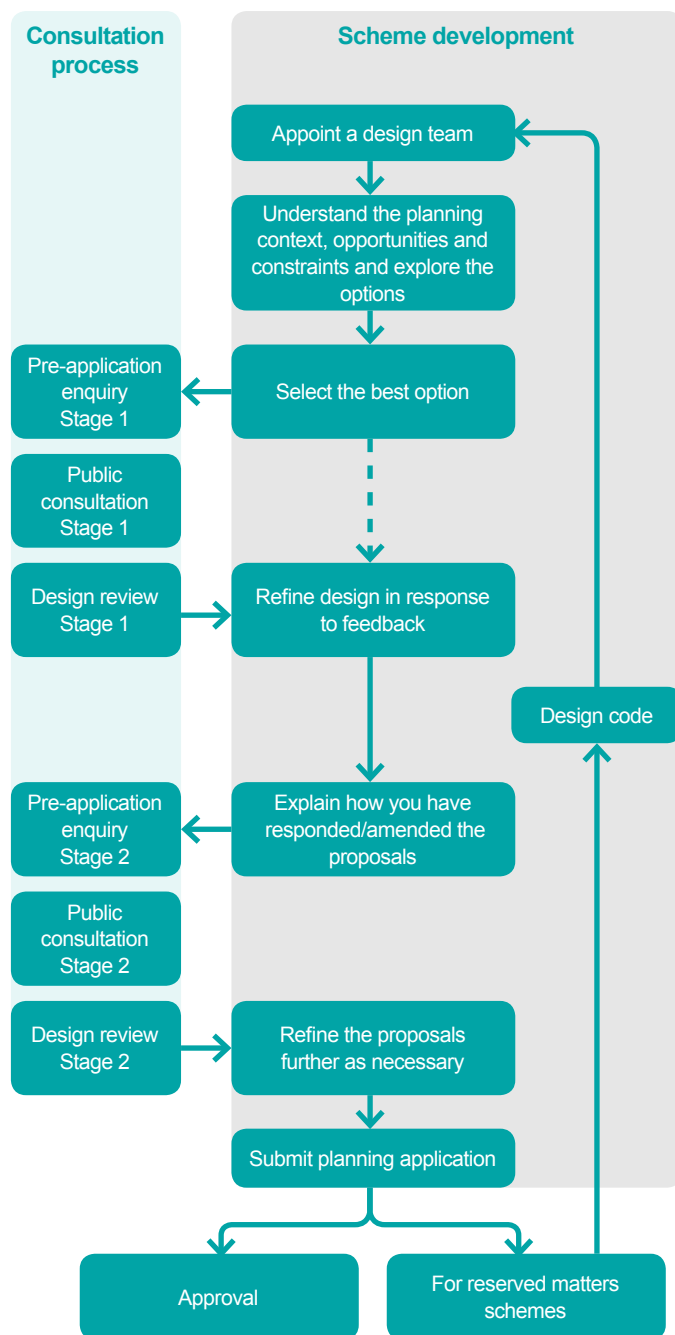 Consultation
process
Scheme development
Appoint a design team
Understand the planning
context, opportunities and
constraints and explore the
options
Pre-application
enquiry
Stage 1
Select the best option
Public
consultation
Stage 1
Design review
Stage 1
Refine design in response
to feedback
Design code
Pre-application
enquiry
Stage 2
Explain how you have
responded/amended the
proposals
Public
consultation
Stage 2
Design review
Stage 2
Refine the proposals
further as necessary
Submit planning application
Approval
For reserved matters
schemes